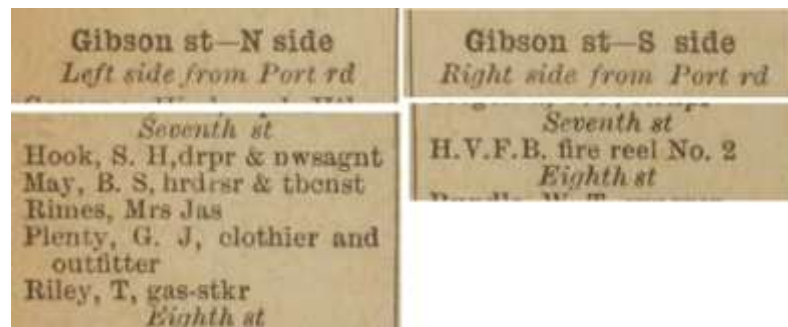 Gibson st—N side
Left side from Port rd
Seventh st
Hook, S. H,drpr & nwsagnt
May, B. S, hrdrsr & tbcnst
Rimes, Mrs Jas
Plenty, G. J, clothier and
outfitter
Riley, T, gas-stkr
Eighth st
Gibson st—S side
Right side from Port rd
Seventh st
H.V.F.B. fire reel No. 2
Eighth st